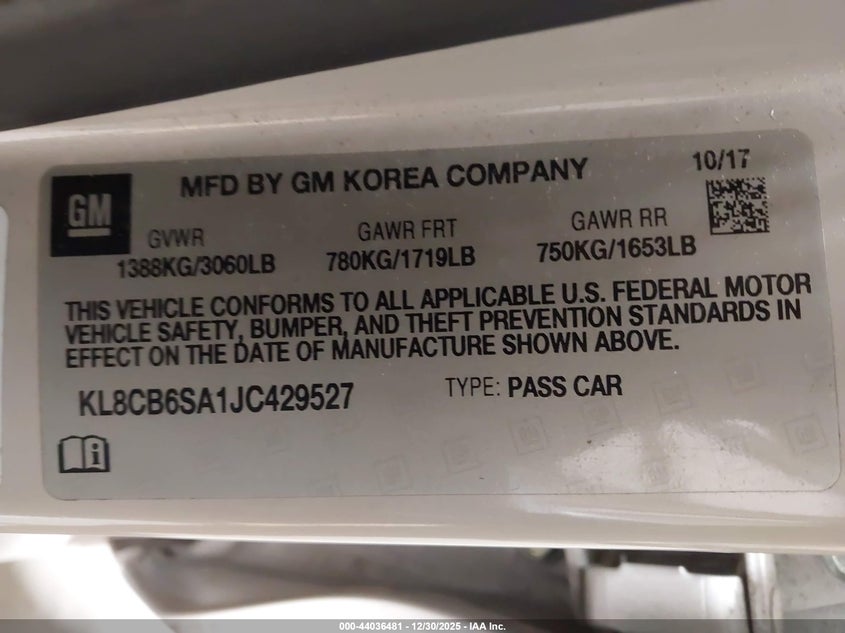 GM
MFD BY GM KOREA COMPANY
10/17
GVWR
GAWR FRT
GAWR RR
1388KG/3060LB
780KG/1719LB
750KG/1653LB
THIS VEHICLE CONFORMS TO ALL APPLICABLE U.S. FEDERAL MOTOR
VEHICLE SAFETY, BUMPER, AND THEFT PREVENTION STANDARDS IN
EFFECT ON THE DATE OF MANUFACTURE SHOWN ABOVE.
KL8CB6SA1JC429527
TYPE: PASS CAR
000-44036481 - 12/30/2025 - IAA Inc.